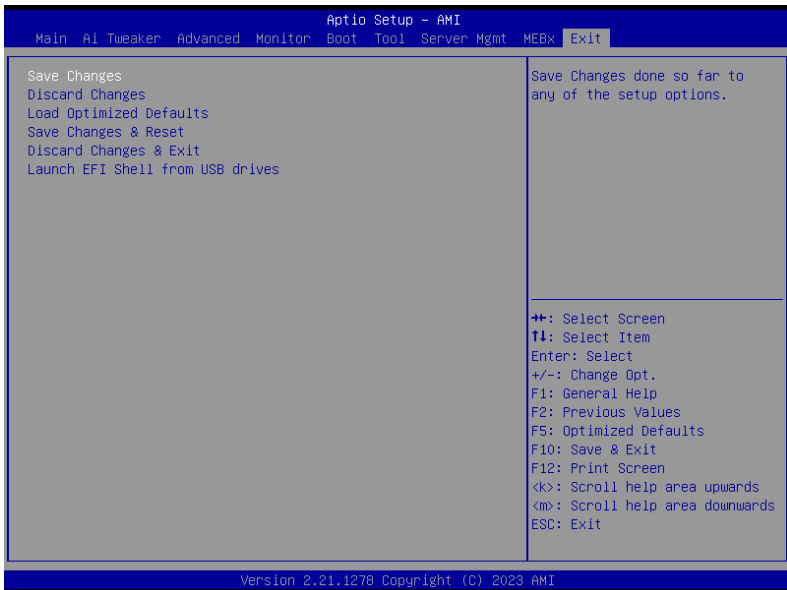 Aptio Setup – AMI
Main Ai Tweaker Advanced Monitor Boot Tool Server Mgmt MEBx Exit
Save Changes
Discard Changes
Load Optimized Defaults
Save Changes & Reset
Discard Changes & Exit
Launch EFI Shell from USB drives
Save Changes done so far to
any of the setup options.
→←: Select Screen
↑↓: Select Item
Enter: Select
+/-: Change Opt.
F1: General Help
F2: Previous Values
F5: Optimized Defaults
F10: Save & Exit
F12: Print Screen
<k>: Scroll help area upwards
<m>: Scroll help area downwards
ESC: Exit
Version 2.21.1278 Copyright (C) 2023 AMI